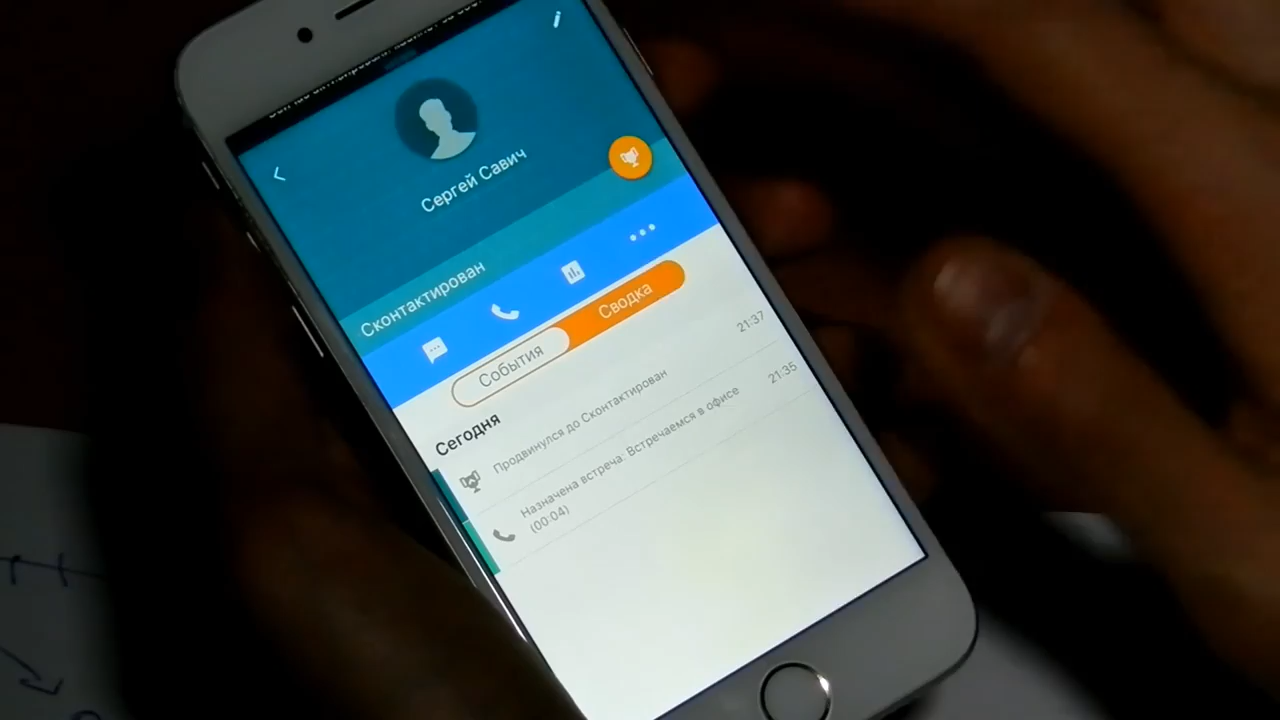 Сергей Савич
Сконтактирован
События
Сводка
Сегодня
Продвинулся до Сконтактирован
21:37
Назначена встреча: Встречаемся в офисе
(00:04)
21:35